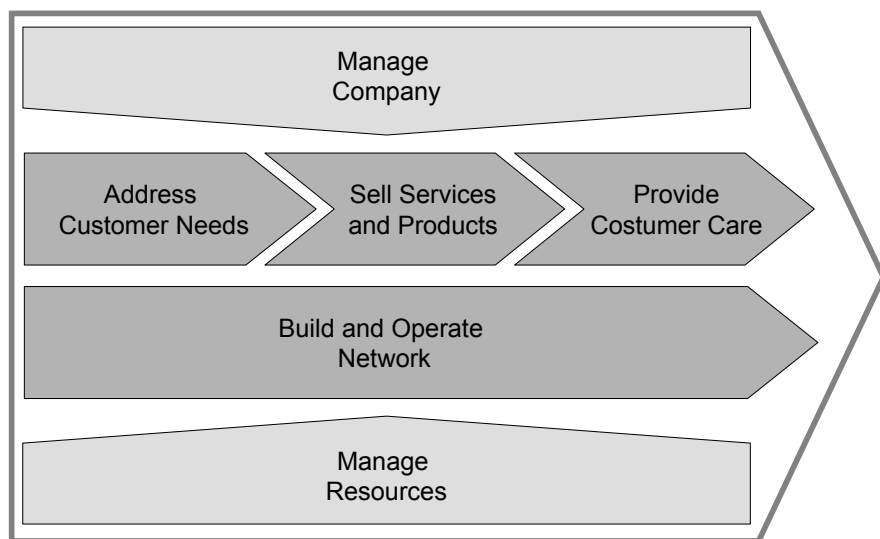 Manage
Company
Address
Customer Needs
Sell Services
and Products
Provide
Costumer Care
Build and Operate
Network
Manage
Resources